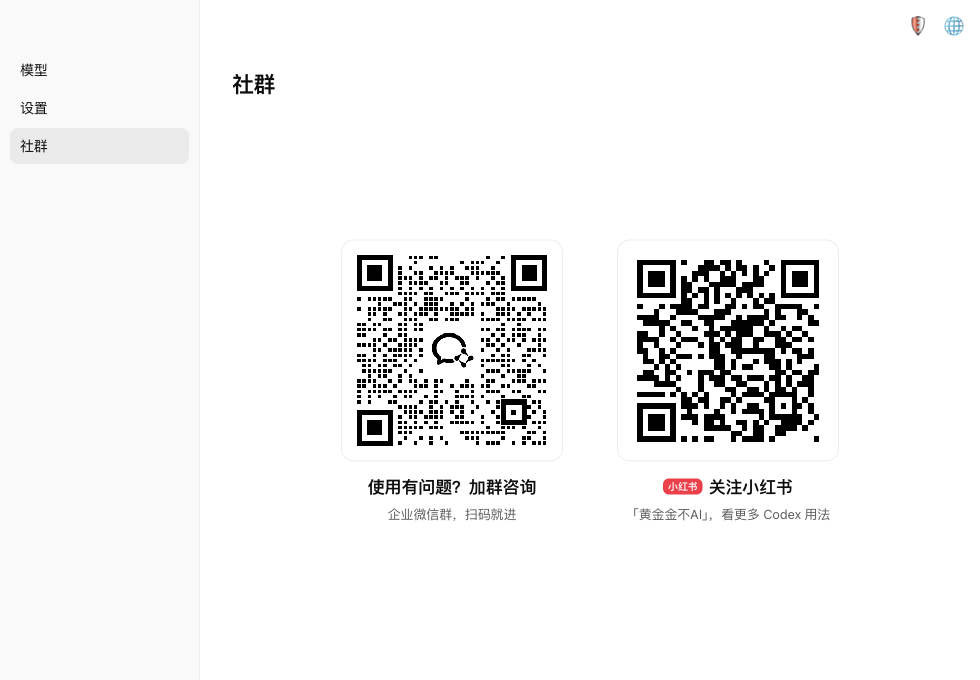 模型
设置
社群
社群
使用有问题？加群咨询
企业微信群，扫码就进
小红书 关注小红书
「黄金金不AI」，看更多 Codex 用法